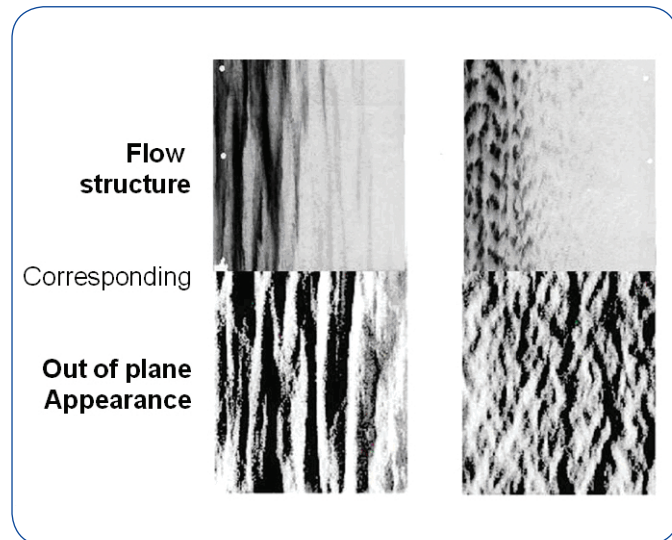 Flow
structure
Corresponding
Out of plane
Appearance